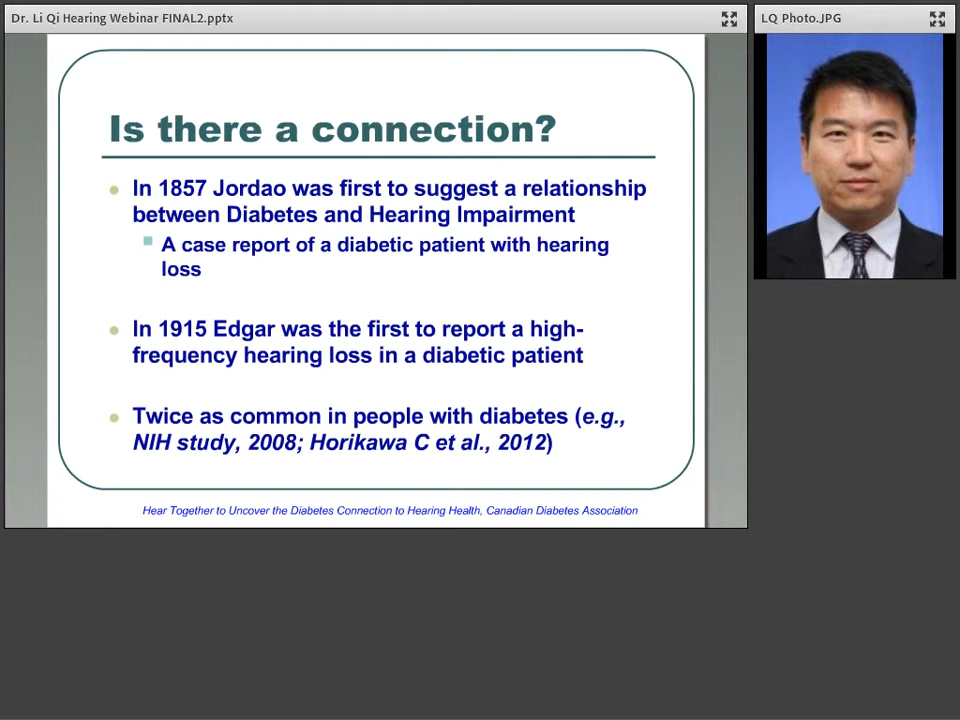 Dr. Li Qi Hearing Webinar FINAL2.pptx
LQ Photo.JPG
Is there a connection?
In 1857 Jordao was first to suggest a relationship
between Diabetes and Hearing Impairment
A case report of a diabetic patient with hearing
loss
In 1915 Edgar was the first to report a high-
frequency hearing loss in a diabetic patient
Twice as common in people with diabetes (e.g.,
NIH study, 2008; Horikawa C et al., 2012)
Hear Together to Uncover the Diabetes Connection to Hearing Health, Canadian Diabetes Association